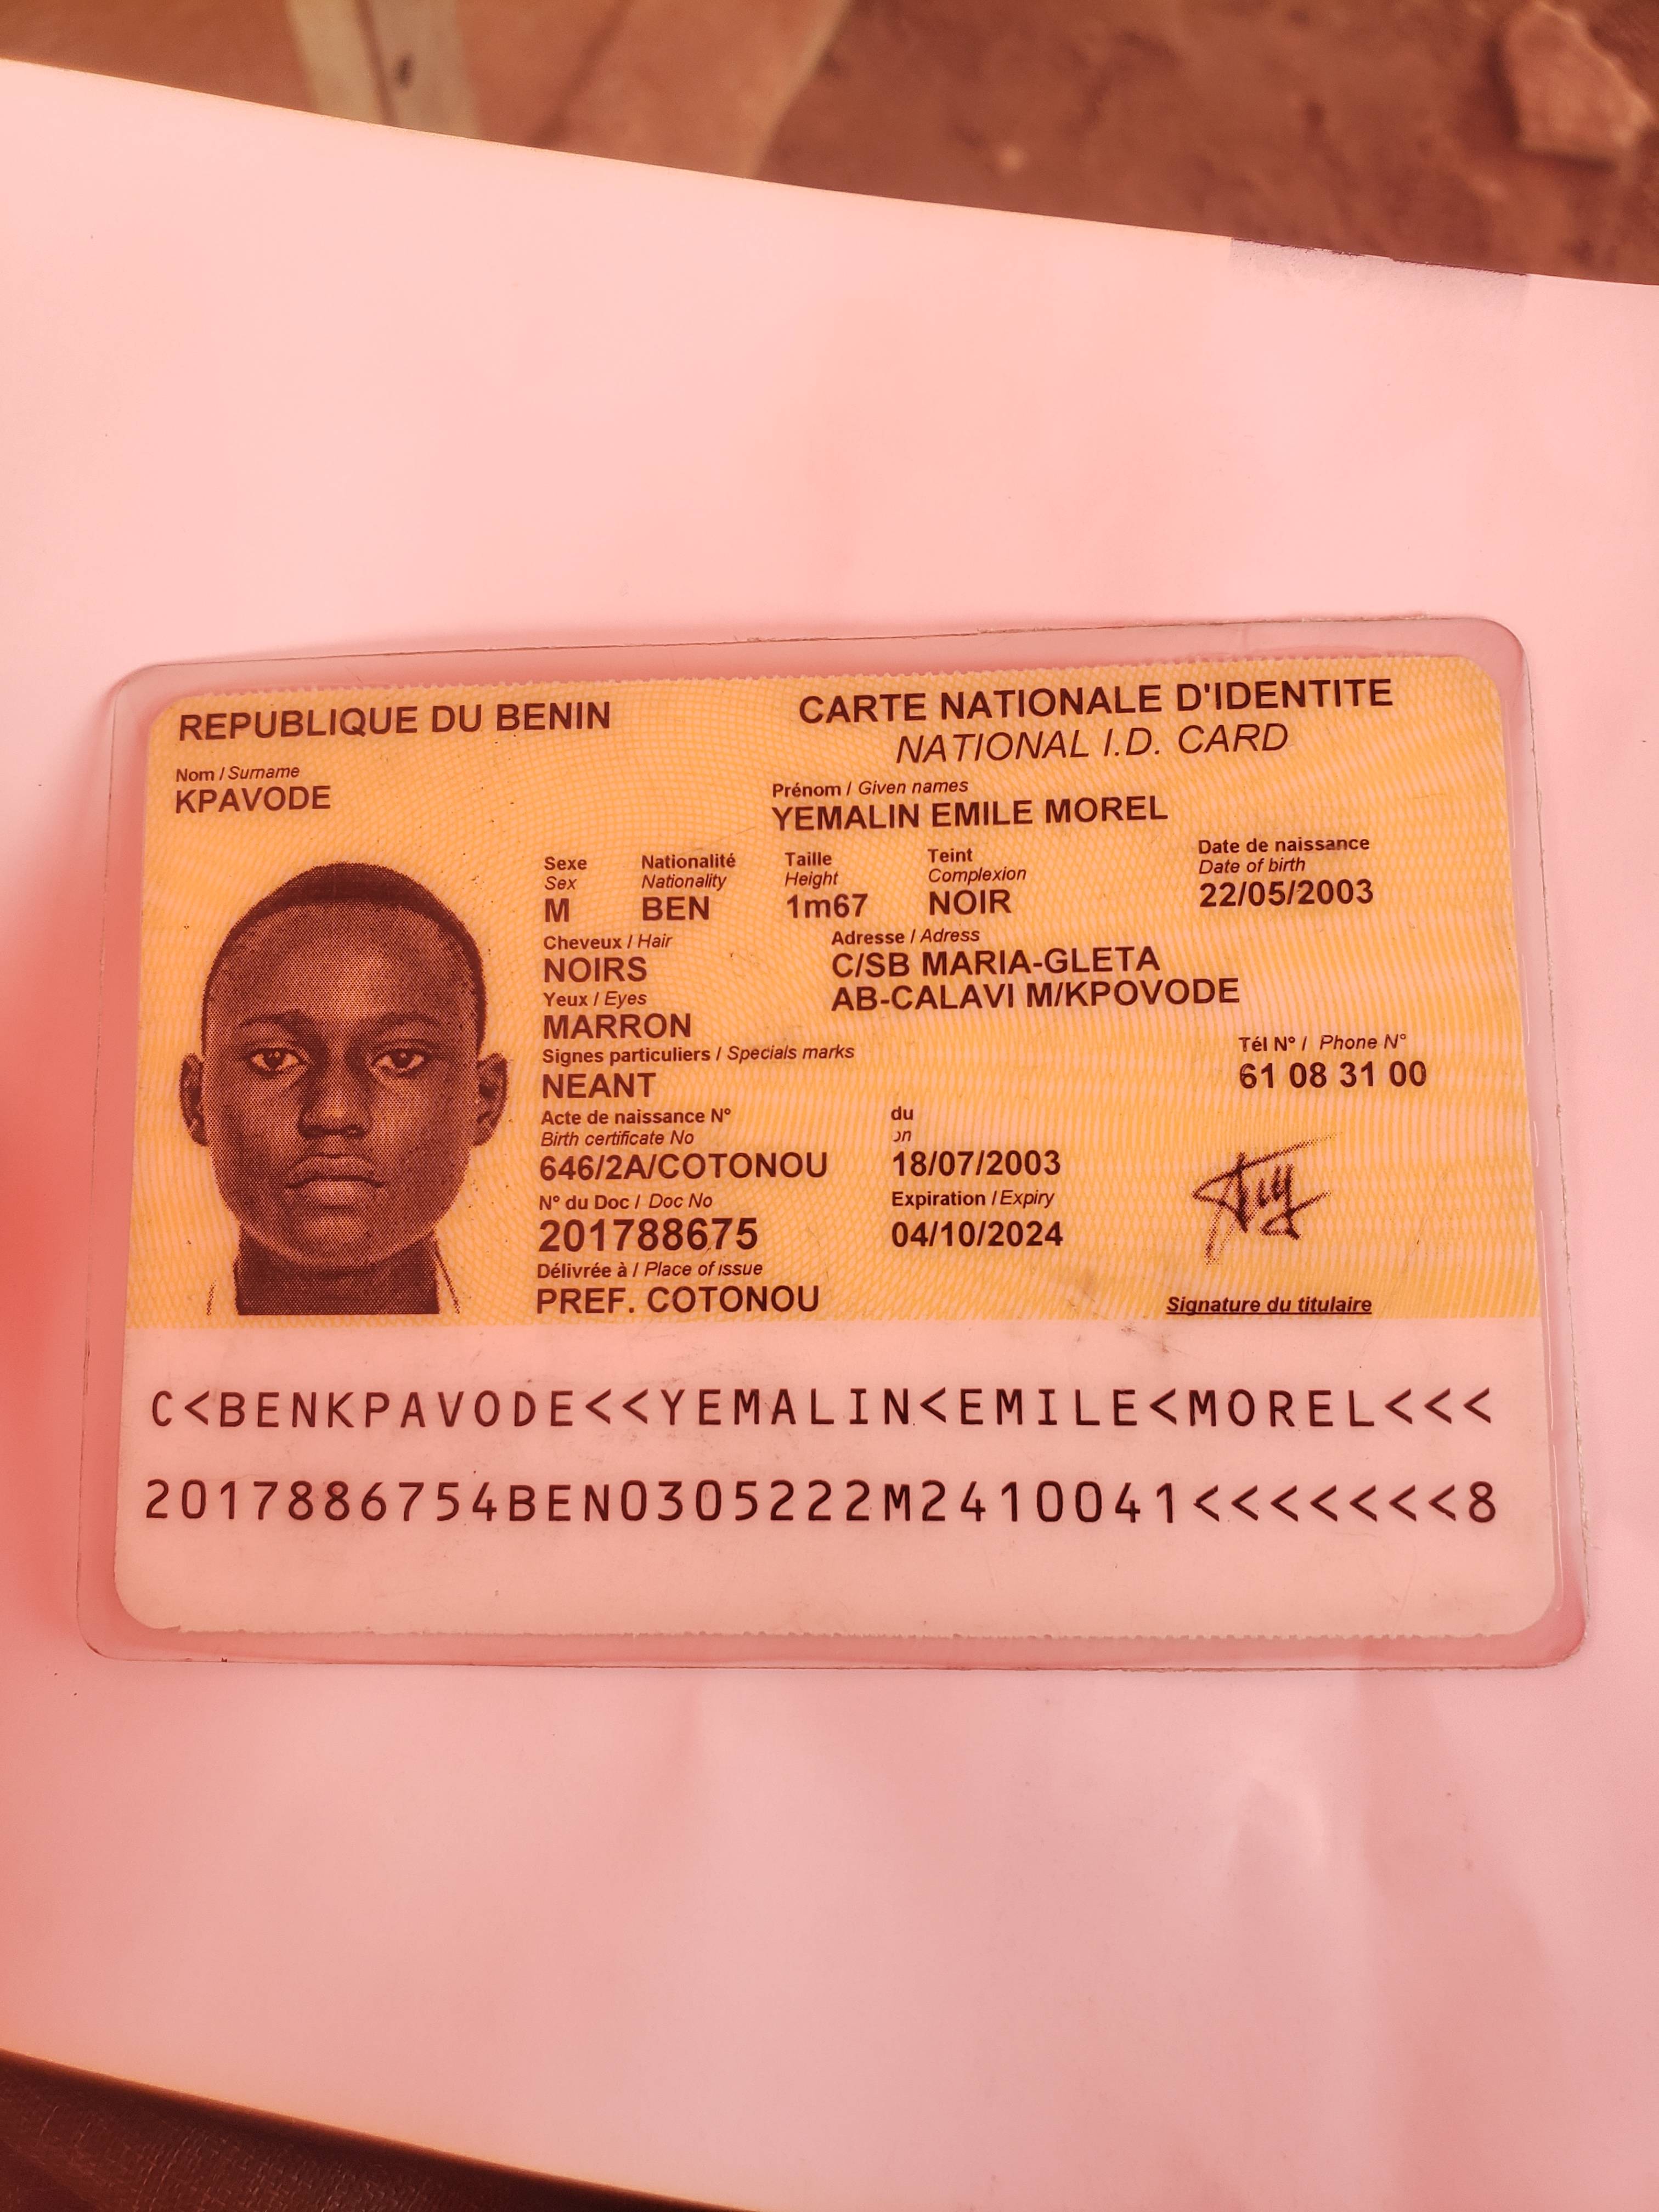 REPUBLIQUE DU BENIN
CARTE NATIONALE D'IDENTITE
NATIONAL I.D. CARD
Nom / Surname
KPAVODE
Prénom / Given names
YEMALIN EMILE MOREL
Sexe Nationalité Taille Teint Date de naissance
Sex Nationality Height Complexion Date of birth
M BEN 1m67 NOIR 22/05/2003
Cheveux / Hair Adresse / Adress
NOIRS C/SB MARIA-GLETA
AB-CALAVI M/KPOVODE
Yeux / Eyes
MARRON
Signes particuliers / Specials marks Tél N° / Phone N°
NEANT 61 08 31 00
Acte de naissance N° du
Birth certificate No on
646/2A/COTONOU 18/07/2003
N° du Doc / Doc No Expiration / Expiry
201788675 04/10/2024
Délivrée à / Place of issue
PREF. COTONOU Signature du titulaire
C<BENKPAVODE<<YEMALIN<EMILE<MOREL<<<
2017886754BEN0305222M2410041<<<<<<<8